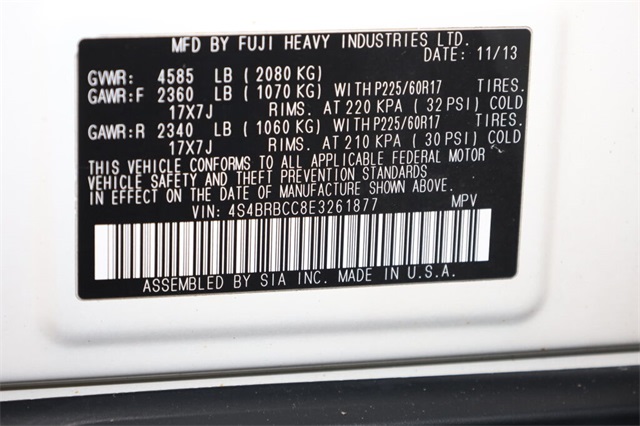 MFD BY FUJI HEAVY INDUSTRIES LTD.
DATE: 11/13
GVWR: 4585 LB (2080 KG)
GAWR:F 2360 LB (1070 KG) WITH P225/60R17 TIRES.
17X7J RIMS. AT 220 KPA (32 PSI) COLD
GAWR:R 2340 LB (1060 KG) WITH P225/60R17 TIRES.
17X7J RIMS. AT 210 KPA (30 PSI) COLD
THIS VEHICLE CONFORMS TO ALL APPLICABLE FEDERAL MOTOR
VEHICLE SAFETY AND THEFT PREVENTION STANDARDS
IN EFFECT ON THE DATE OF MANUFACTURE SHOWN ABOVE.
VIN: 4S4BRBCC8E3261877 MPV
ASSEMBLED BY SIA INC. MADE IN U.S.A.